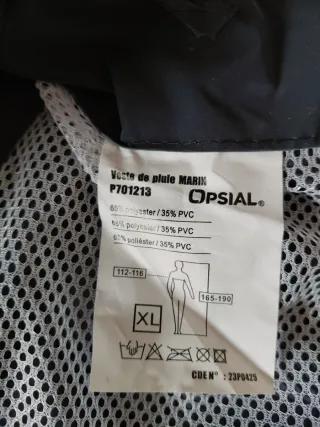 Veste de pluie MARIN
P701213
OPSIAL®
65% polyester / 35% PVC
65% polyester / 35% PVC
65% poliéster / 35% PVC
112-116
165-190
XL
CDE N° : 23P0425